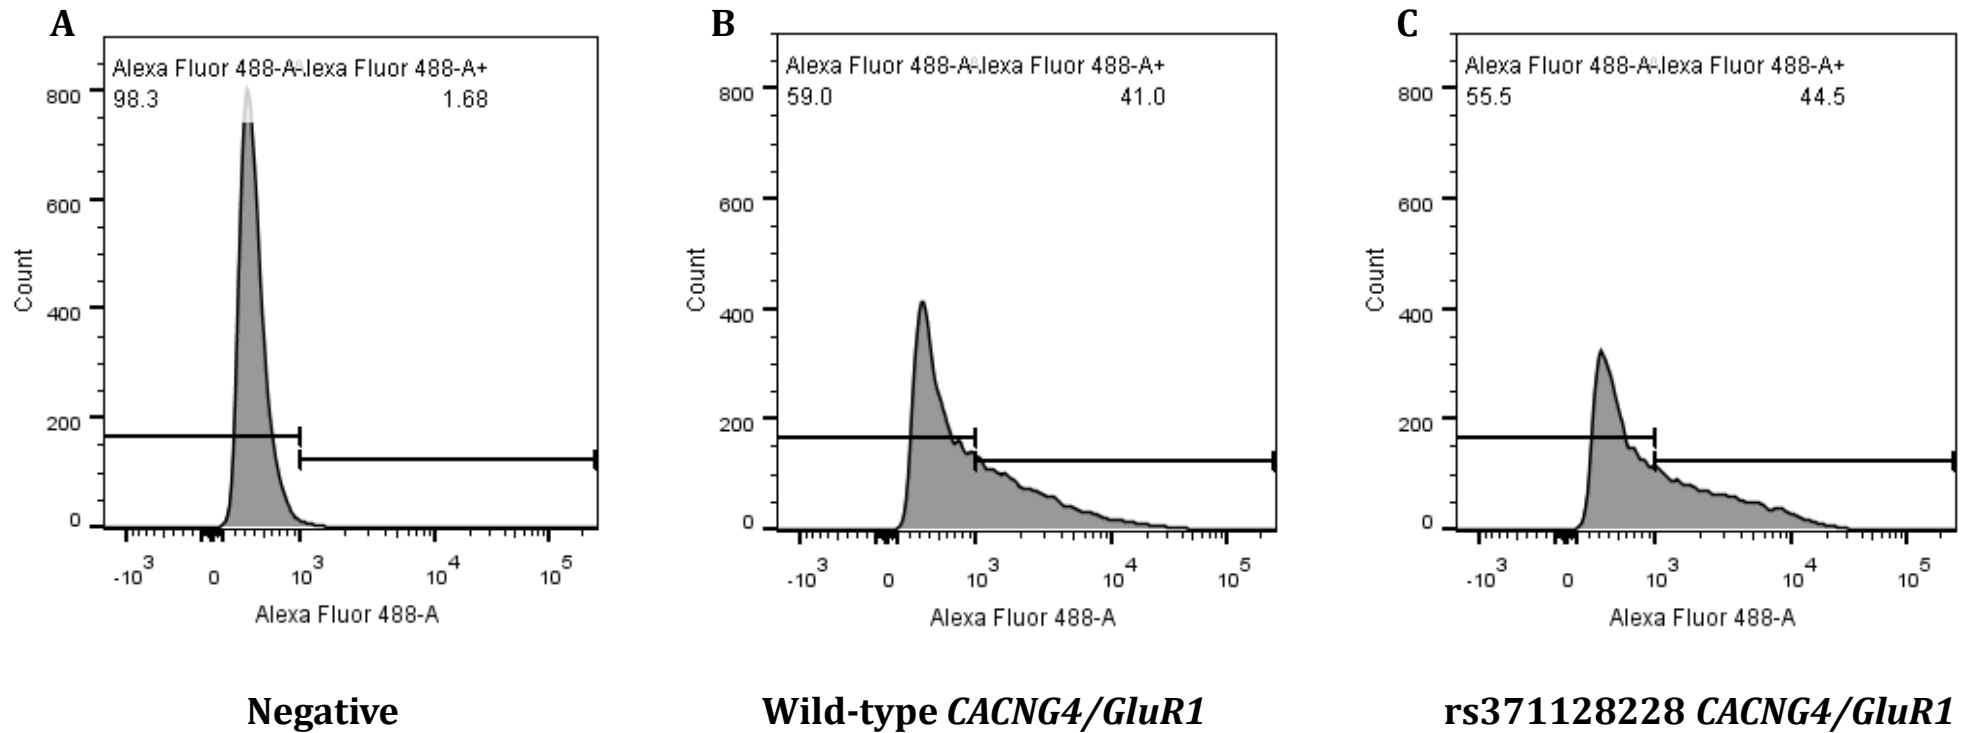 A
Alexa Fluor 488-A-
Alexa Fluor 488-A+
98.3
1.68
800
600
400
200
0
Count
-10^3
0
10^3
10^4
10^5
Alexa Fluor 488-A
Negative
B
Alexa Fluor 488-A-
Alexa Fluor 488-A+
59.0
41.0
800
600
400
200
0
Count
-10^3
0
10^3
10^4
10^5
Alexa Fluor 488-A
Wild-type CACNG4/GluR1
C
Alexa Fluor 488-A-
Alexa Fluor 488-A+
55.5
44.5
800
600
400
200
0
Count
-10^3
0
10^3
10^4
10^5
Alexa Fluor 488-A
rs371128228 CACNG4/GluR1